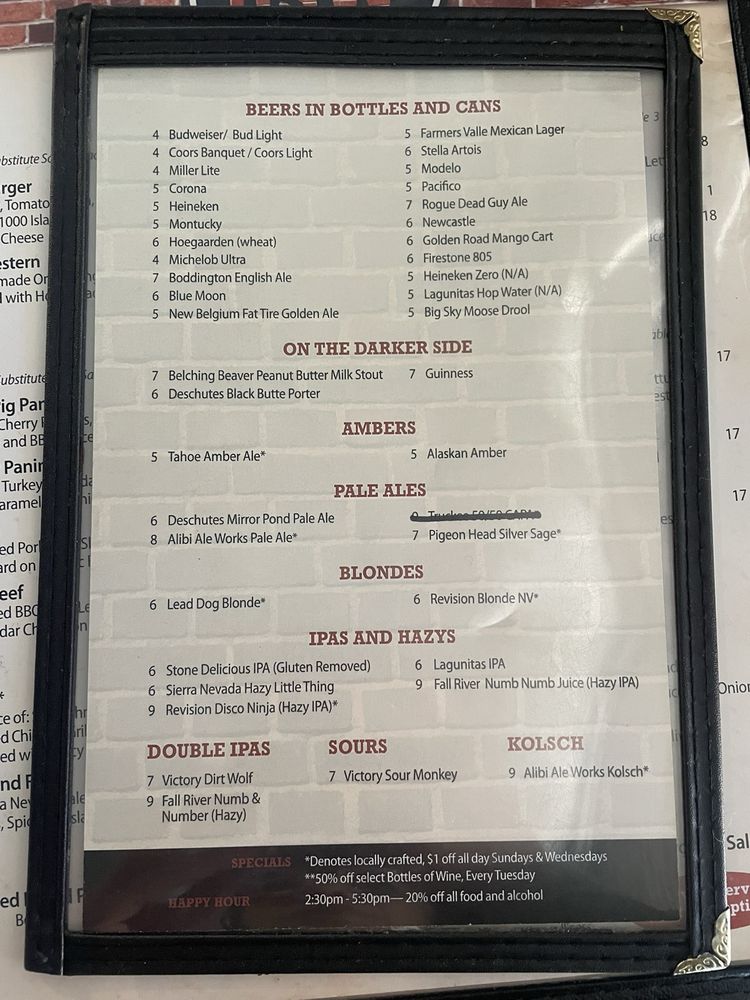 BEERS IN BOTTLES AND CANS
4 Budweiser/ Bud Light
4 Coors Banquet / Coors Light
4 Miller Lite
5 Corona
5 Heineken
5 Montucky
6 Hoegaarden (wheat)
4 Michelob Ultra
7 Boddington English Ale
6 Blue Moon
5 New Belgium Fat Tire Golden Ale
5 Farmers Valle Mexican Lager
6 Stella Artois
5 Modelo
5 Pacifico
7 Rogue Dead Guy Ale
6 Newcastle
6 Golden Road Mango Cart
6 Firestone 805
5 Heineken Zero (N/A)
5 Lagunitas Hop Water (N/A)
5 Big Sky Moose Drool
ON THE DARKER SIDE
7 Belching Beaver Peanut Butter Milk Stout
6 Deschutes Black Butte Porter
7 Guinness
AMBERS
5 Tahoe Amber Ale*
5 Alaskan Amber
PALE ALES
6 Deschutes Mirror Pond Pale Ale
8 Alibi Ale Works Pale Ale*
7 Pigeon Head Silver Sage*
BLONDES
6 Lead Dog Blonde*
6 Revision Blonde NV*
IPAS AND HAZYS
6 Stone Delicious IPA (Gluten Removed)
6 Sierra Nevada Hazy Little Thing
9 Revision Disco Ninja (Hazy IPA)*
6 Lagunitas IPA
9 Fall River Numb Numb Juice (Hazy IPA)
DOUBLE IPAS
7 Victory Dirt Wolf
9 Fall River Numb &
Number (Hazy)
SOURS
7 Victory Sour Monkey
KOLSCH
9 Alibi Ale Works Kolsch*
SPECIALS *Denotes locally crafted, $1 off all day Sundays & Wednesdays
**50% off select Bottles of Wine, Every Tuesday
HAPPY HOUR 2:30pm - 5:30pm— 20% off all food and alcohol